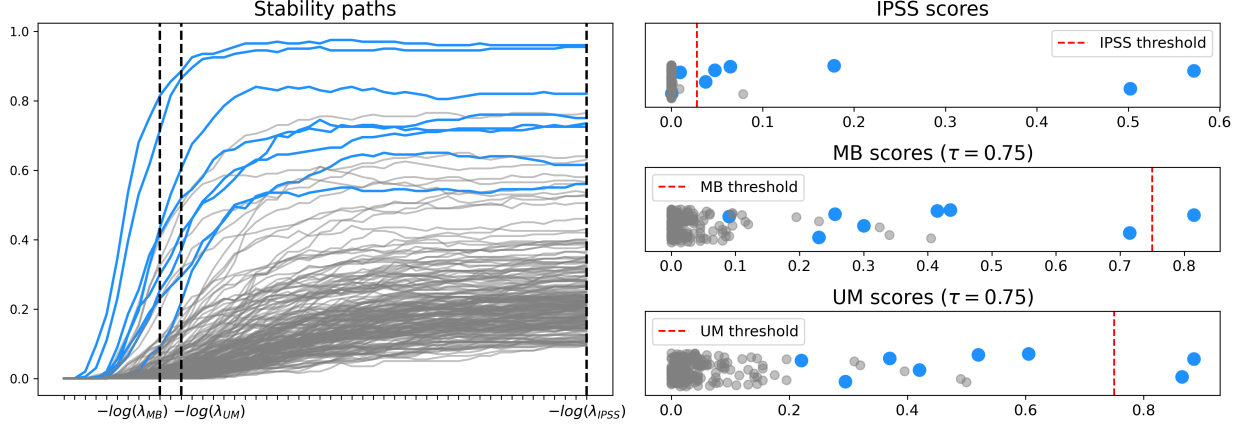 Stability paths
1.0
0.8
0.6
0.4
0.2
0.0
−log(λ_MB)
−log(λ_UM)
−log(λ_IPSS)
IPSS scores
IPSS threshold
0.0 0.1 0.2 0.3 0.4 0.5 0.6
MB scores (τ = 0.75)
MB threshold
0.0 0.1 0.2 0.3 0.4 0.5 0.6 0.7 0.8
UM scores (τ = 0.75)
UM threshold
0.0 0.2 0.4 0.6 0.8